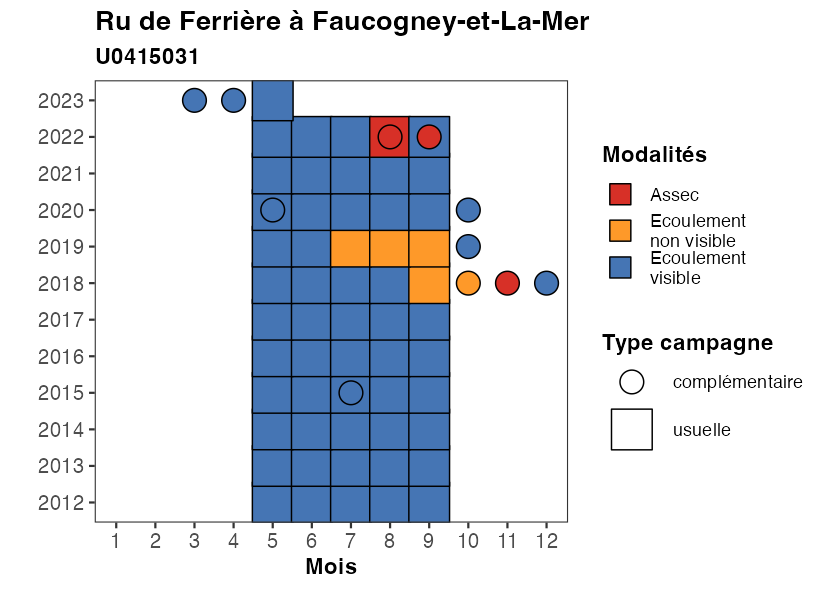 Ru de Ferrière à Faucogney-et-La-Mer
U0415031
2023
2022
2021
2020
2019
2018
2017
2016
2015
2014
2013
2012
1 2 3 4 5 6 7 8 9 10 11 12
Mois
Modalités
Assec
Ecoulement
non visible
Ecoulement
visible
Type campagne
complémentaire
usuelle